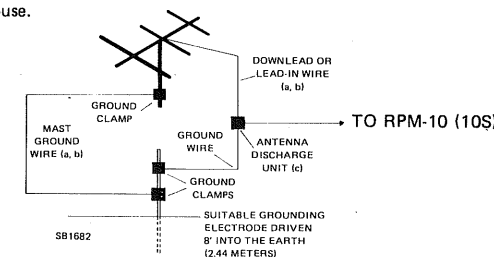 ouse.
DOWNLEAD OR
LEAD-IN WIRE
(a, b)
GROUND
CLAMP
TO RPM-10 (10S)
MAST
GROUND
WIRE (a, b)
GROUND
WIRE
ANTENNA
DISCHARGE
UNIT (c)
GROUND
CLAMPS
SUITABLE GROUNDING
ELECTRODE DRIVEN
8' INTO THE EARTH
(2.44 METERS)
SB1682